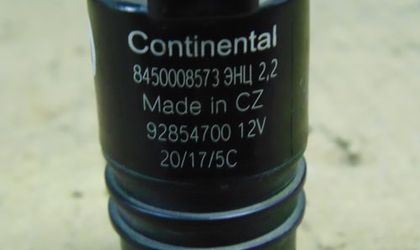 Continental
8450008573 ЭНЦ 2,2
Made in CZ
92854700 12V
20/17/5C